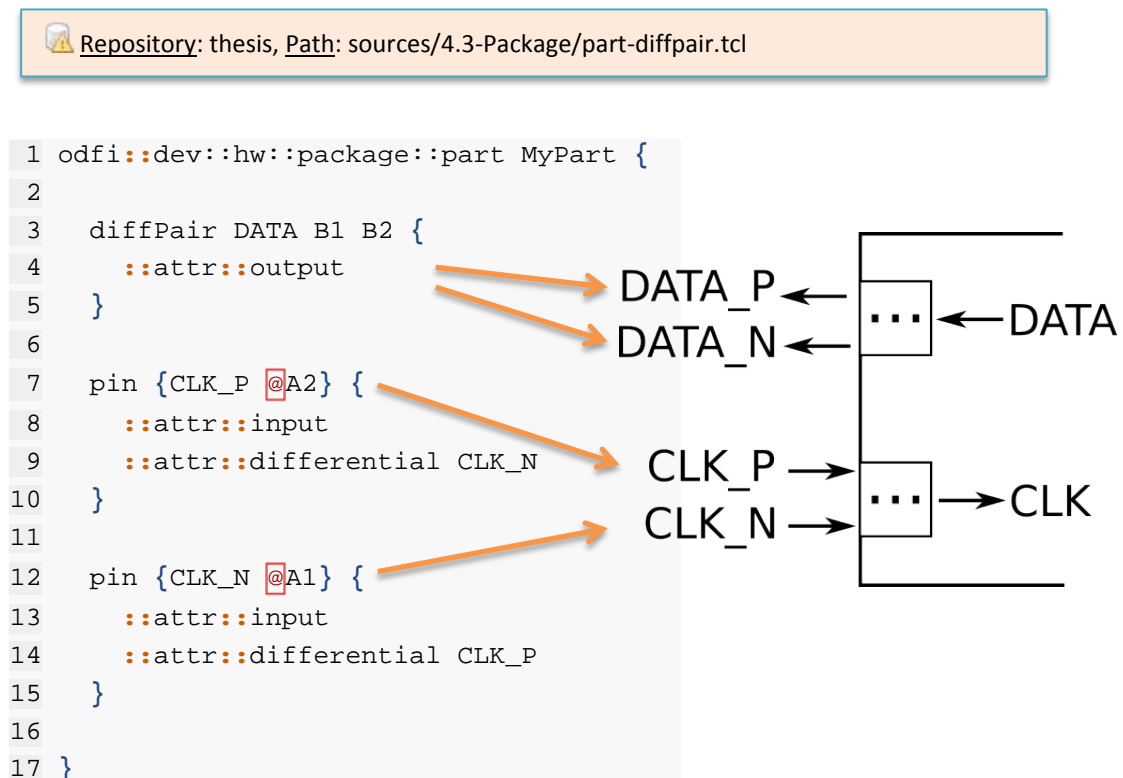 Repository: thesis, Path: sources/4.3-Package/part-diffpair.tcl
1 odfi::dev::hw::package::part MyPart {
2
3   diffPair DATA B1 B2 {
4     ::attr::output
5   }
6
7   pin {CLK_P @A2} {
8     ::attr::input
9     ::attr::differential CLK_N
10   }
11
12   pin {CLK_N @A1} {
13     ::attr::input
14     ::attr::differential CLK_P
15   }
16
17 }
DATA_P
DATA_N
... DATA
CLK_P
CLK_N
... CLK